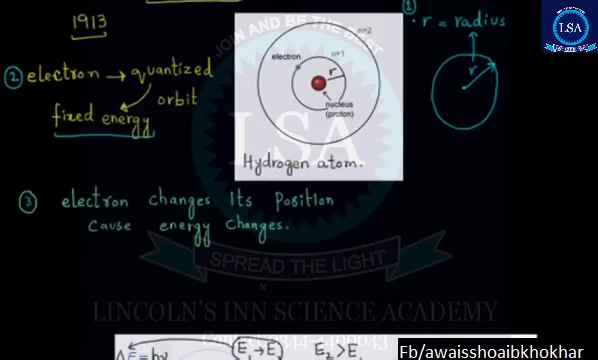 1913
① · r = radius
r
② electron → quantized
orbit
fixed energy
n=2
n=1
electron
r
nucleus
(proton)
Hydrogen atom.
③ electron changes Its Position
cause energy changes.
JOIN AND BE THE BEST
LSA
SPREAD THE LIGHT
LINCOLN'S INN SCIENCE ACADEMY
E₁ → E₂ E₂ > E₁
Δ E = hν
LSA
Fb/awaisshoaibkhokhar